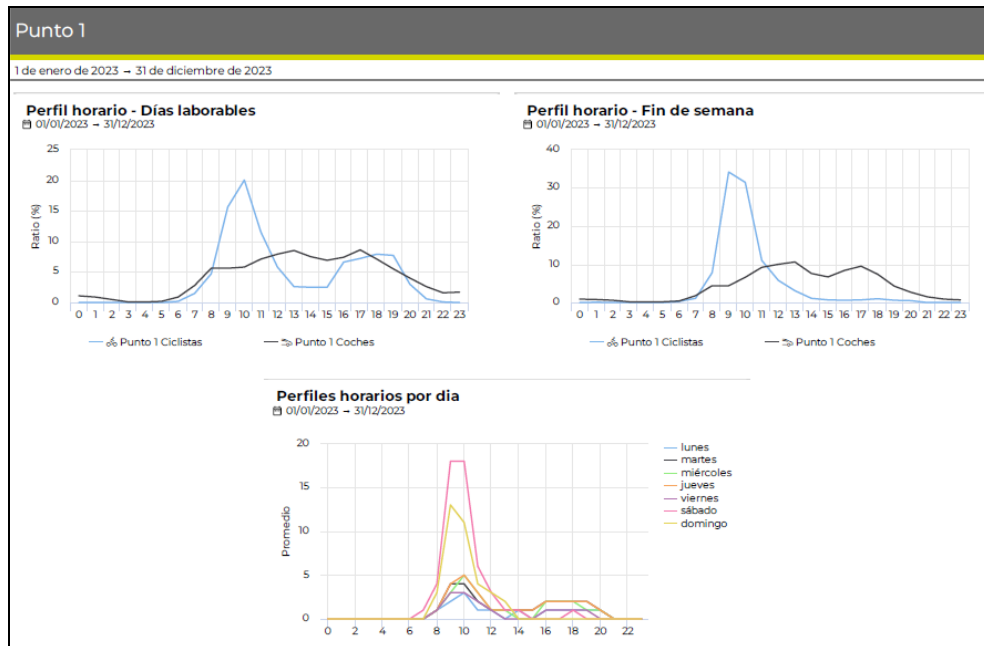 Punto 1
1 de enero de 2023 → 31 de diciembre de 2023
Perfil horario - Días laborables
01/01/2023 → 31/12/2023
25
20
15
10
5
0
Ratio (%)
0 1 2 3 4 5 6 7 8 9 10 11 12 13 14 15 16 17 18 19 20 21 22 23
Punto 1 Ciclistas Punto 1 Coches
Perfil horario - Fin de semana
01/01/2023 → 31/12/2023
40
30
20
10
0
Ratio (%)
0 1 2 3 4 5 6 7 8 9 10 11 12 13 14 15 16 17 18 19 20 21 22 23
Punto 1 Ciclistas Punto 1 Coches
Perfiles horarios por dia
01/01/2023 → 31/12/2023
20
15
10
5
0
Promedio
0 2 4 6 8 10 12 14 16 18 20 22
lunes
martes
miércoles
jueves
viernes
sábado
domingo